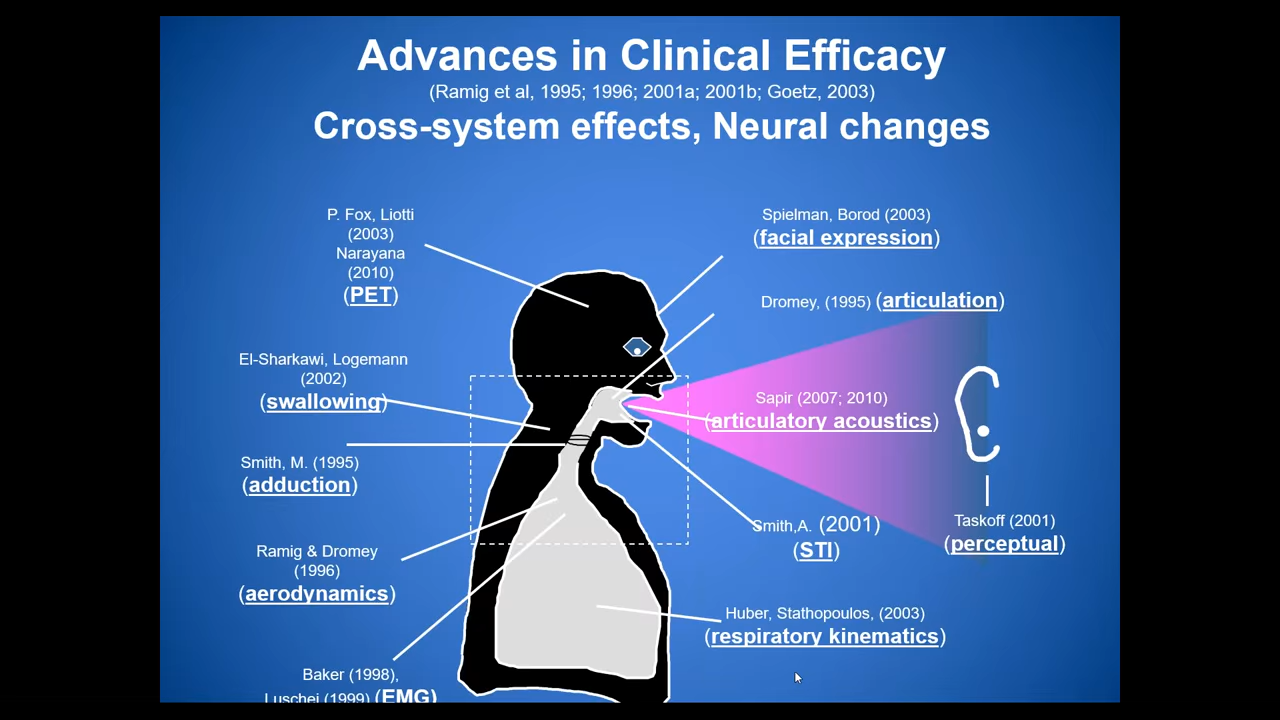 Advances in Clinical Efficacy
(Ramig et al, 1995; 1996; 2001a; 2001b; Goetz, 2003)
Cross-system effects, Neural changes
P. Fox, Liotti
(2003)
Narayana
(2010)
(PET)
Spielman, Borod (2003)
(facial expression)
Dromey, (1995) (articulation)
El-Sharkawi, Logemann
(2002)
(swallowing)
Sapir (2007; 2010)
(articulatory acoustics)
Smith, M. (1995)
(adduction)
Smith,A. (2001)
(STI)
Taskoff (2001)
(perceptual)
Ramig & Dromey
(1996)
(aerodynamics)
Huber, Stathopoulos, (2003)
(respiratory kinematics)
Baker (1998),
Luschei (1999) (EMG)